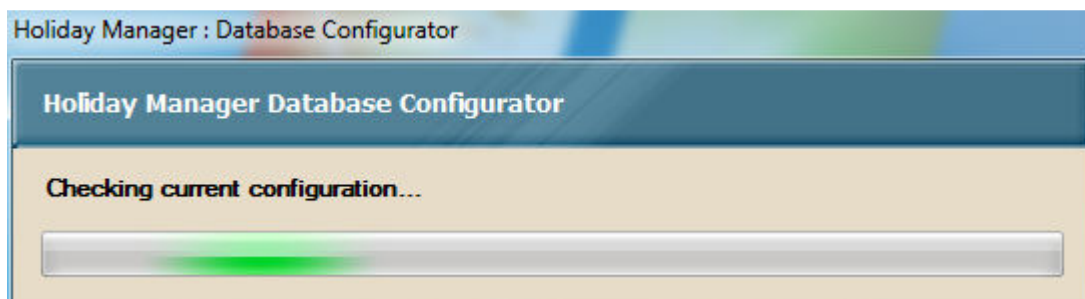 Holiday Manager : Database Configurator
Holiday Manager Database Configurator
Checking current configuration...